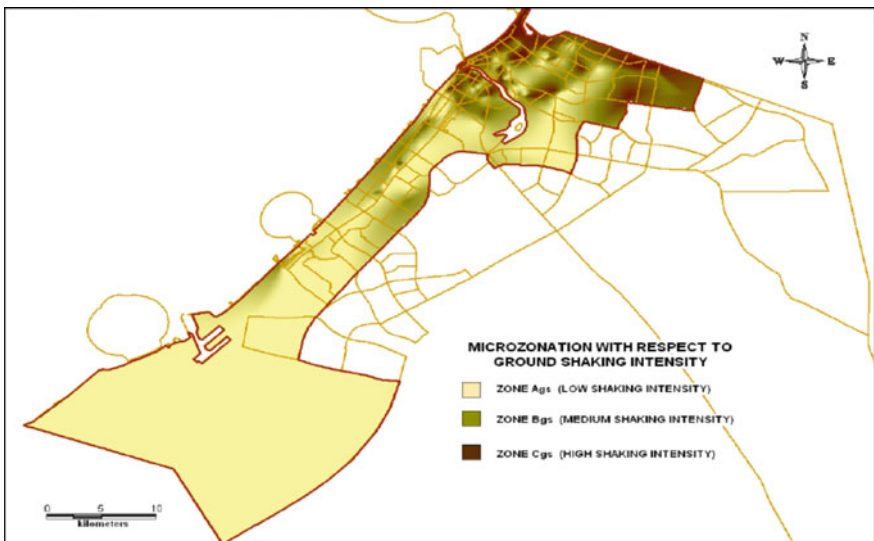 N
W E
S
MICROZONATION WITH RESPECT TO
GROUND SHAKING INTENSITY
ZONE Ags (LOW SHAKING INTENSITY)
ZONE Bgs (MEDIUM SHAKING INTENSITY)
ZONE Cgs (HIGH SHAKING INTENSITY)
0 5 10
kilometers